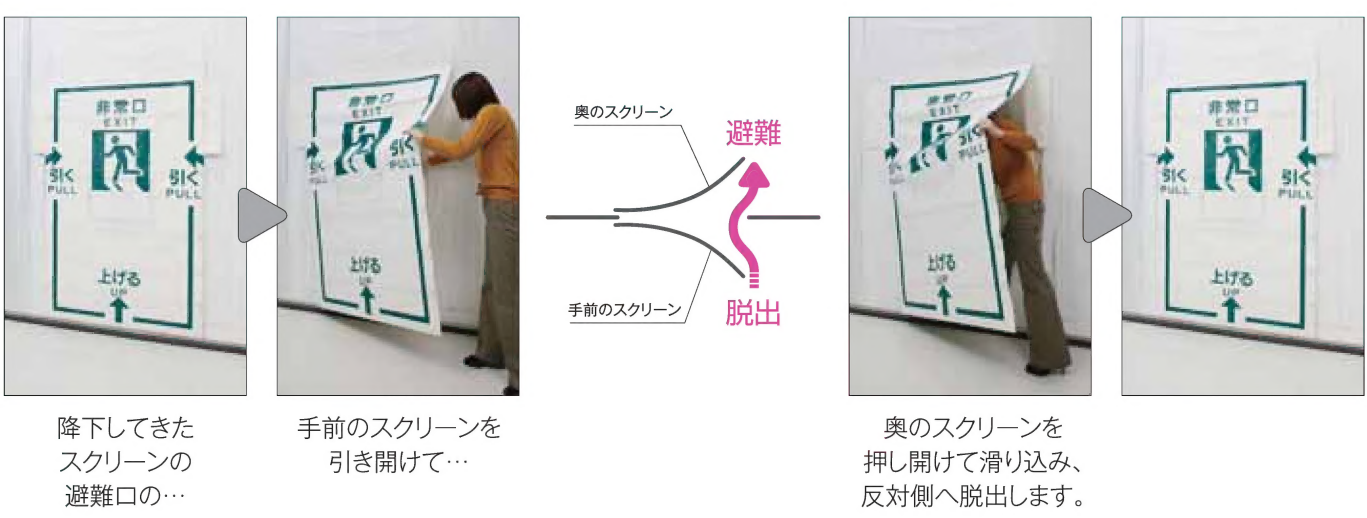 非常口
EXIT
引く
PULL
引く
PULL
上げる
UP
非常口
EXIT
引く
PULL
引く
PULL
上げる
UP
奥のスクリーン
避難
手前のスクリーン
脱出
非常口
EXIT
引く
PULL
引く
PULL
上げる
UP
非常口
EXIT
引く
PULL
引く
PULL
上げる
UP
降下してきた
スクリーンの
避難口の…
手前のスクリーンを
引き開けて…
奥のスクリーンを
押し開けて滑り込み、
反対側へ脱出します。